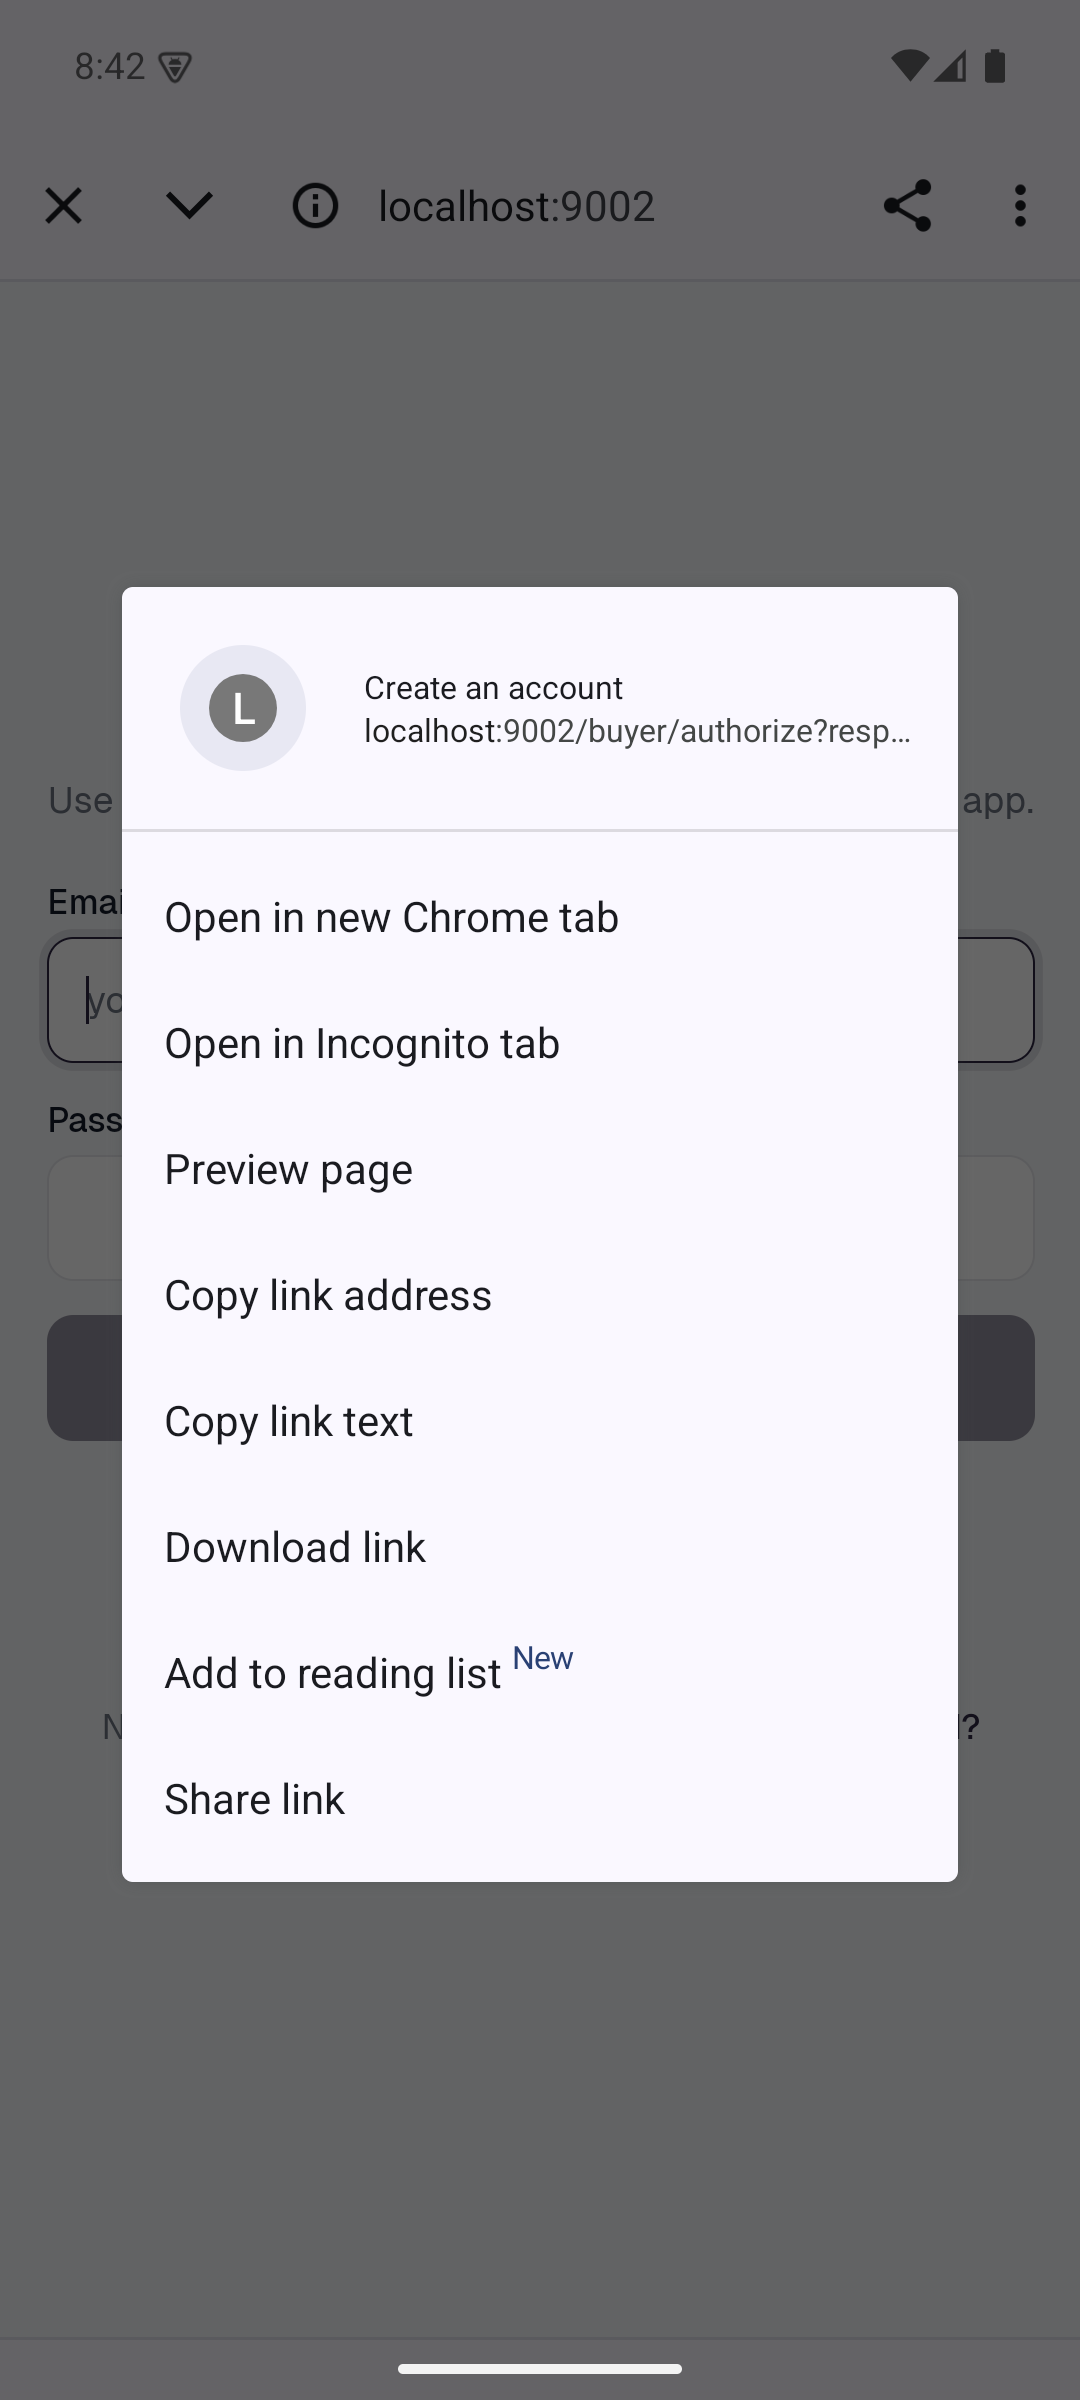 8:42
localhost:9002
L
Create an account
localhost:9002/buyer/authorize?resp...
Use app.
Emai
yo
Pass
Open in new Chrome tab
Open in Incognito tab
Preview page
Copy link address
Copy link text
Download link
Add to reading list New
N ?
Share link